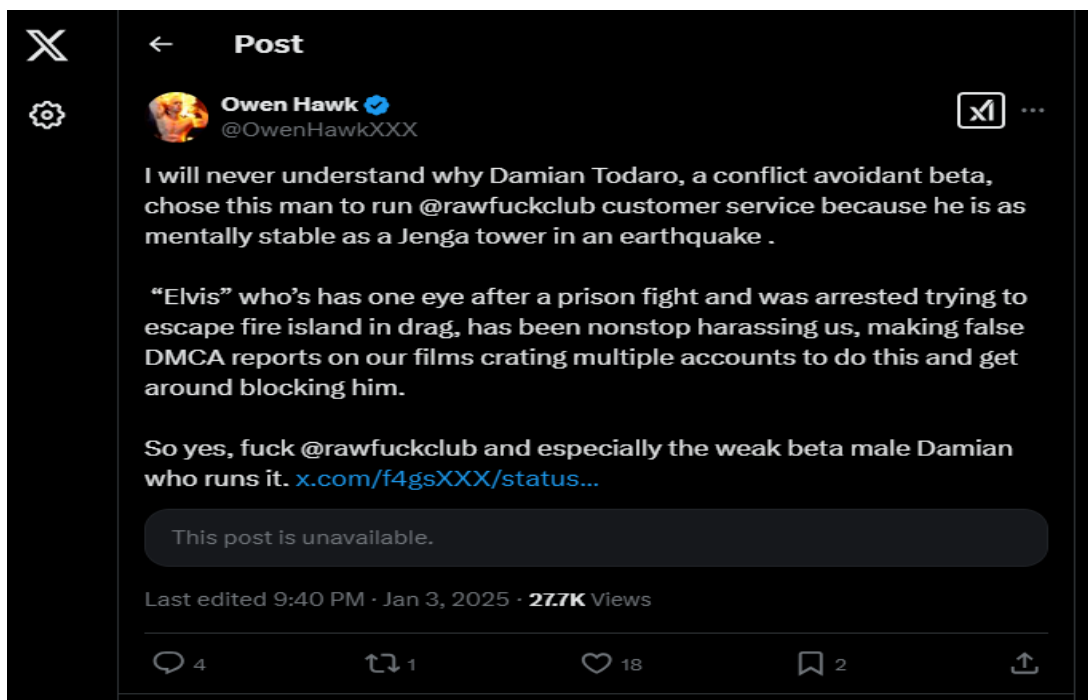 Post
Owen Hawk
@OwenHawkXXX
I will never understand why Damian Todaro, a conflict avoidant beta,
chose this man to run @rawfuckclub customer service because he is as
mentally stable as a Jenga tower in an earthquake .
“Elvis” who’s has one eye after a prison fight and was arrested trying to
escape fire island in drag, has been nonstop harassing us, making false
DMCA reports on our films crating multiple accounts to do this and get
around blocking him.
So yes, fuck @rawfuckclub and especially the weak beta male Damian
who runs it. x.com/f4gsXXX/status...
This post is unavailable.
Last edited 9:40 PM · Jan 3, 2025 · 27.7K Views
4 1 18 2